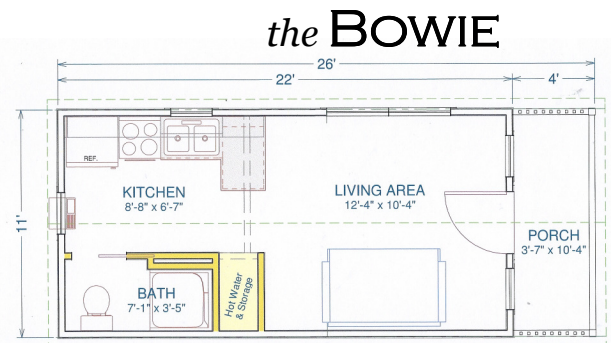 the BOWIE
26'
22'
4'
11'
REF.
KITCHEN
8'-8" x 6'-7"
LIVING AREA
12'-4" x 10'-4"
PORCH
3'-7" x 10'-4"
BATH
7'-1" x 3'-5"
Hot Water
& Storage